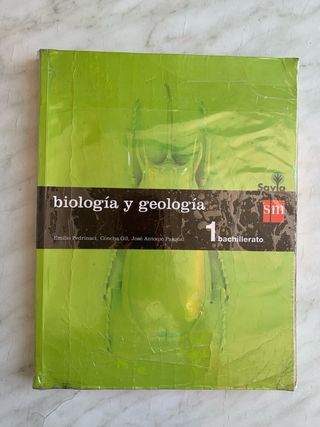 Savia
biología y geología
sm
Emilio Pedrinaci, Concha Gil, José Antonio Pascual
1 bachillerato